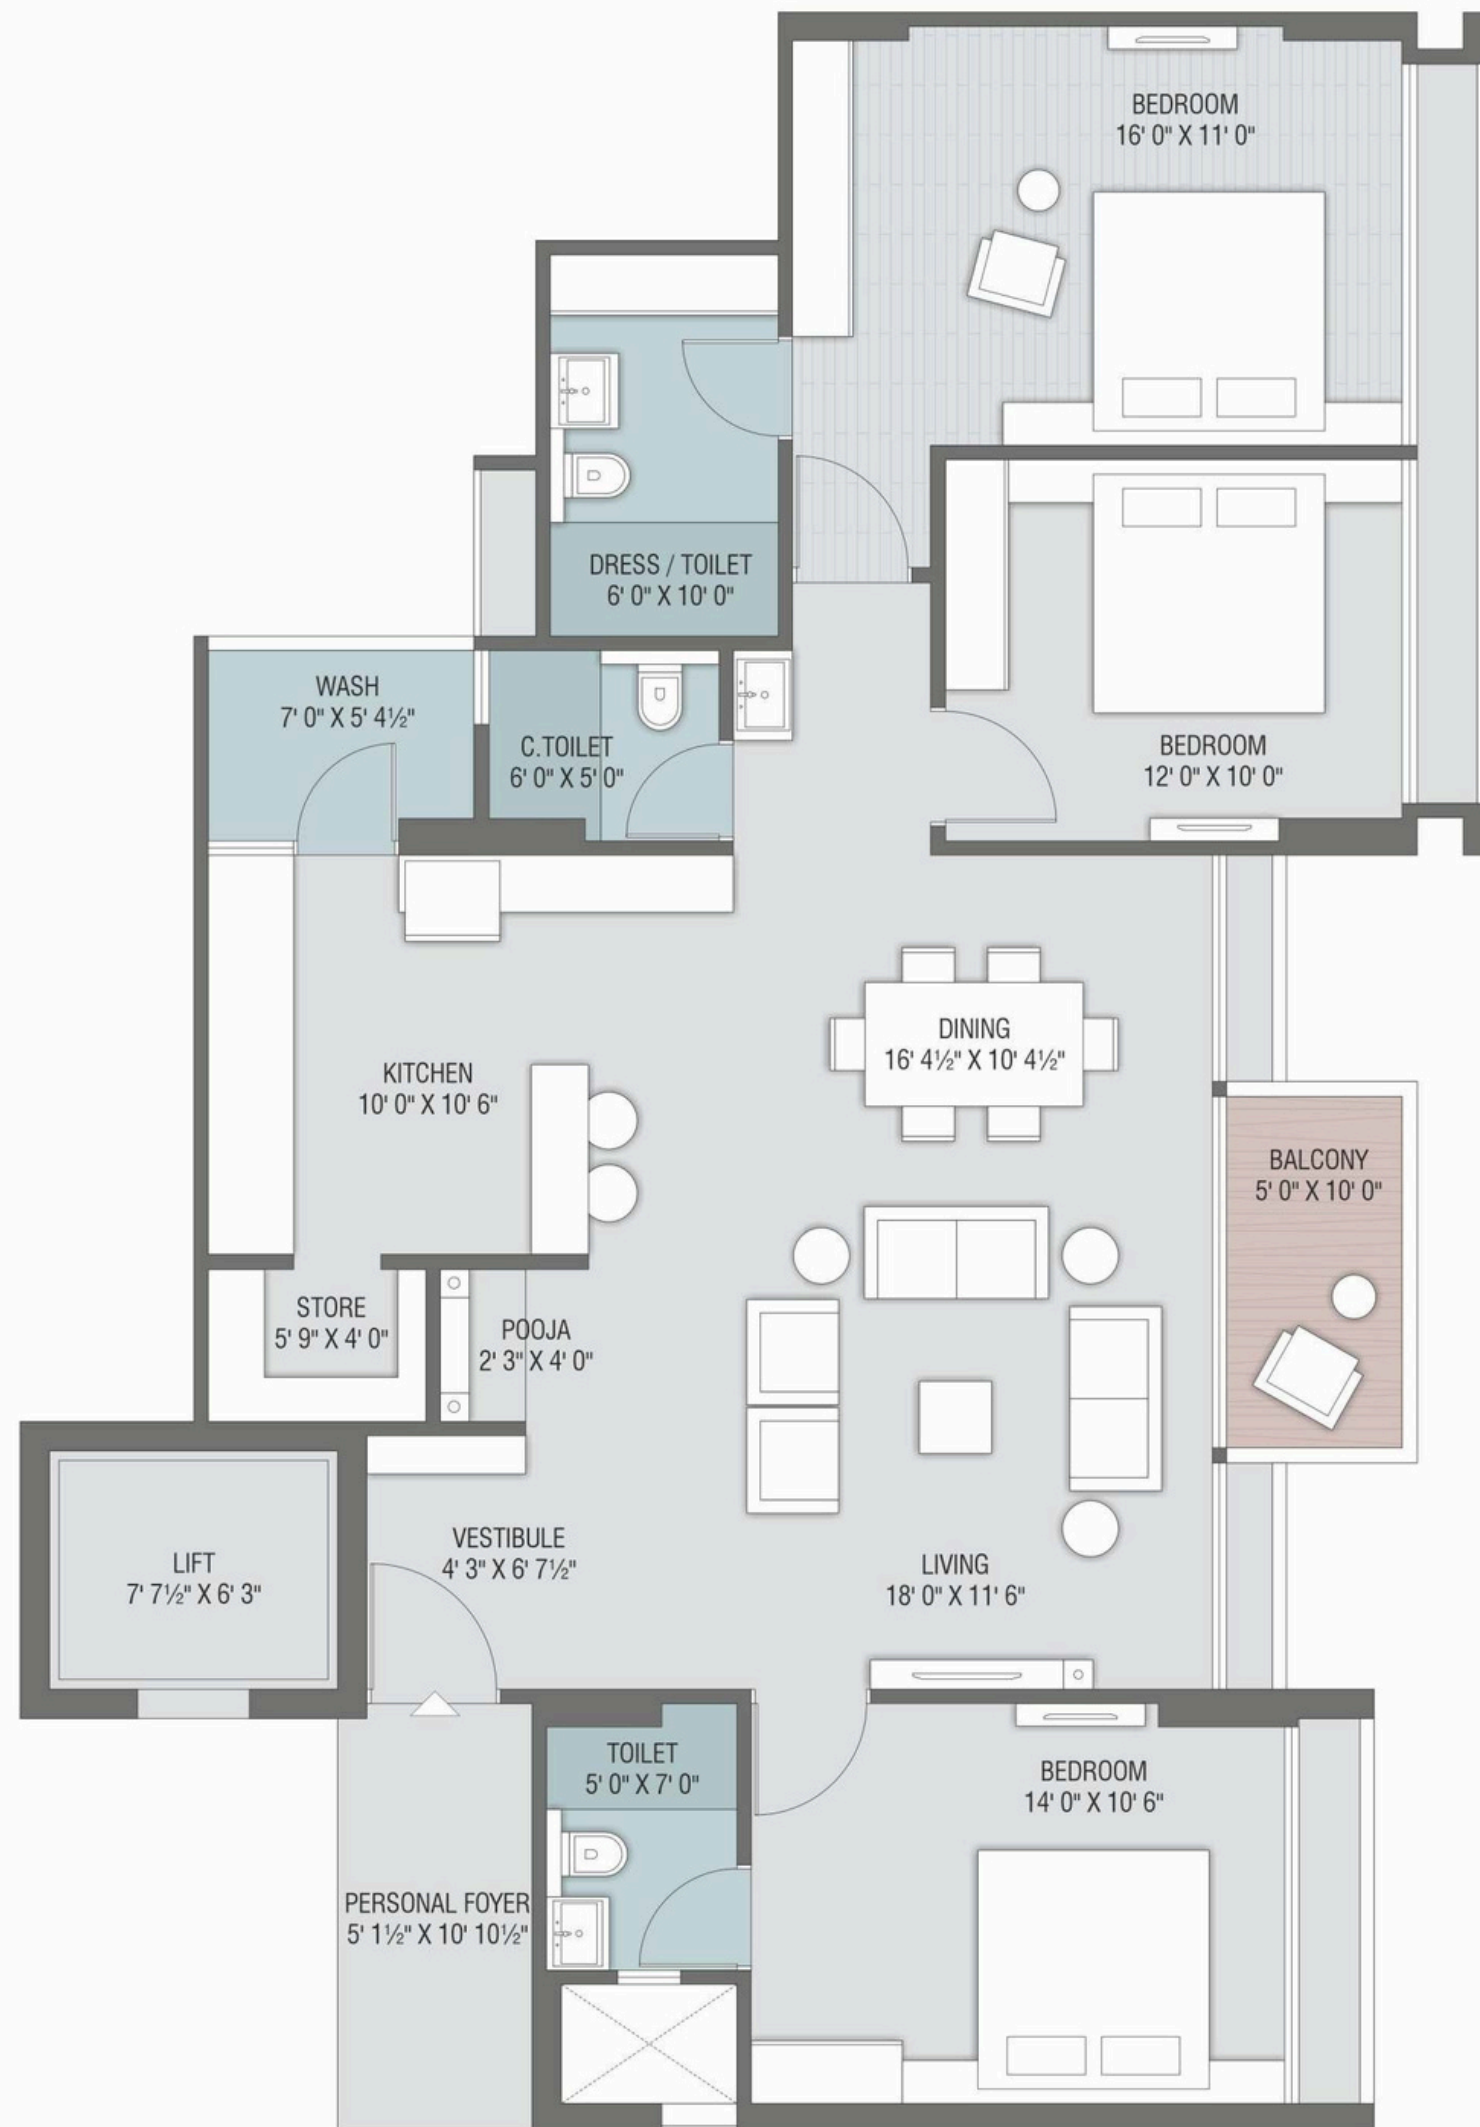 BEDROOM
16' 0" X 11' 0"
DRESS / TOILET
6' 0" X 10' 0"
WASH
7' 0" X 5' 4½"
C.TOILET
6' 0" X 5' 0"
BEDROOM
12' 0" X 10' 0"
DINING
16' 4½" X 10' 4½"
KITCHEN
10' 0" X 10' 6"
BALCONY
5' 0" X 10' 0"
STORE
5' 9" X 4' 0"
POOJA
2' 3" X 4' 0"
VESTIBULE
4' 3" X 6' 7½"
LIFT
7' 7½" X 6' 3"
LIVING
18' 0" X 11' 6"
TOILET
5' 0" X 7' 0"
BEDROOM
14' 0" X 10' 6"
PERSONAL FOYER
5' 1½" X 10' 10½"